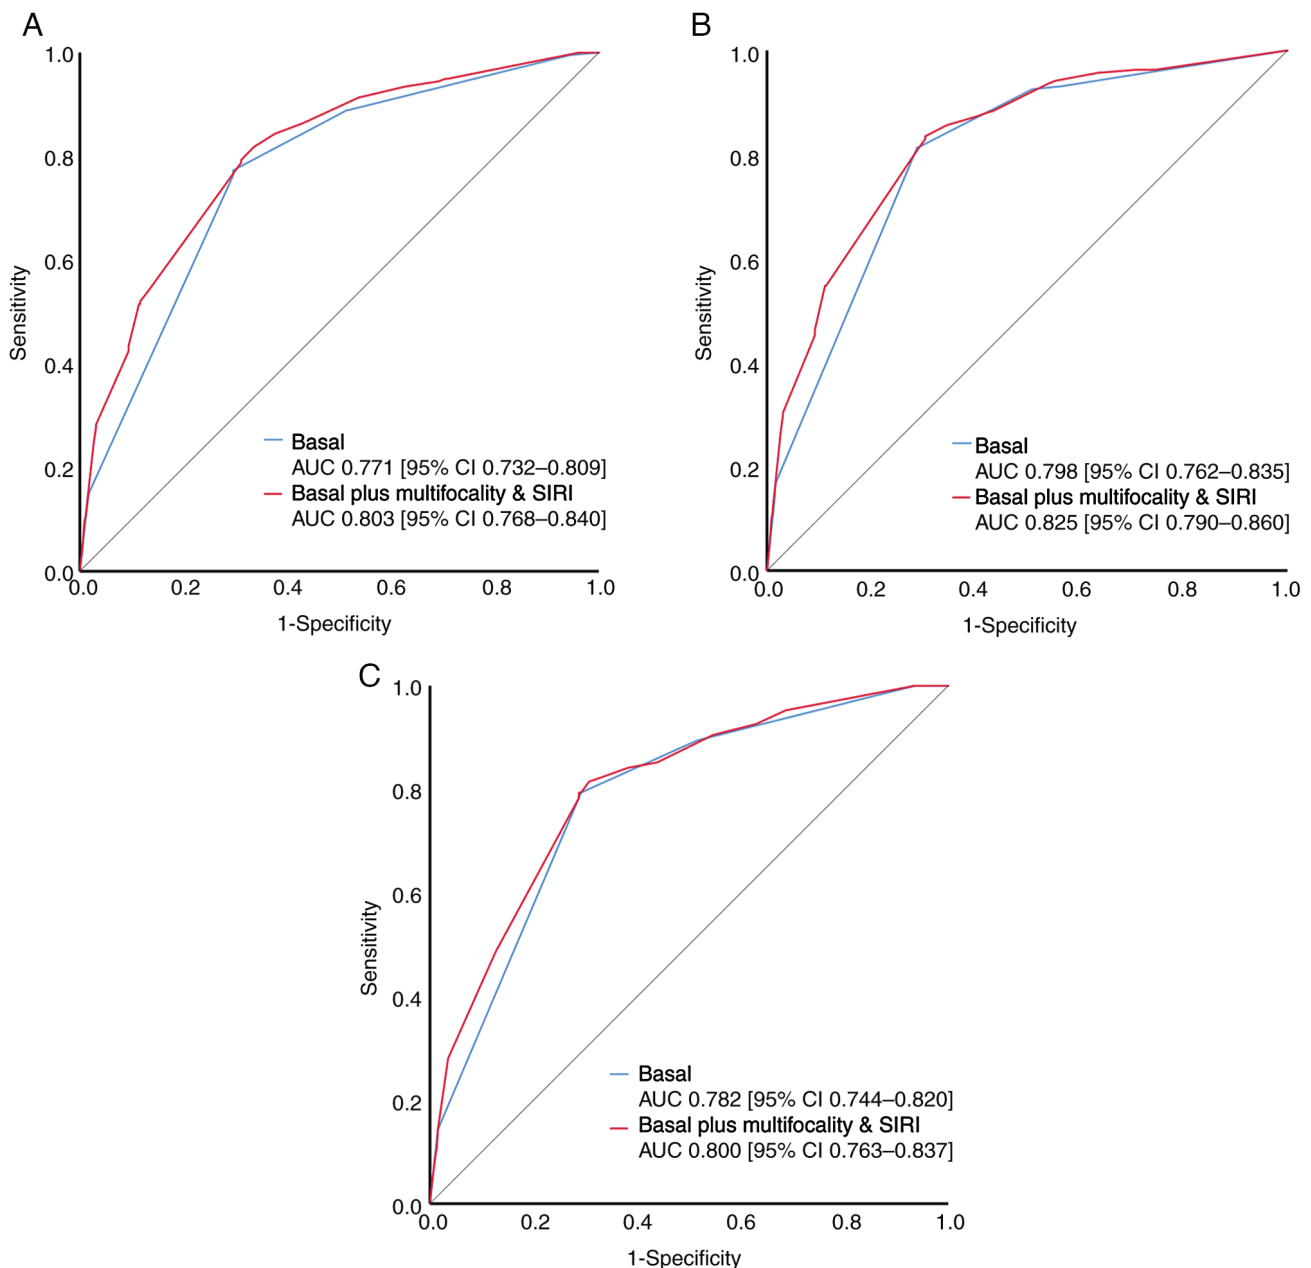 A
1.0
0.8
0.6
0.4
0.2
0.0
Sensitivity
Basal
AUC 0.771 [95% CI 0.732–0.809]
Basal plus multifocality & SIRI
AUC 0.803 [95% CI 0.768–0.840]
0.0 0.2 0.4 0.6 0.8 1.0
1-Specificity
B
1.0
0.8
0.6
0.4
0.2
0.0
Sensitivity
Basal
AUC 0.798 [95% CI 0.762–0.835]
Basal plus multifocality & SIRI
AUC 0.825 [95% CI 0.790–0.860]
0.0 0.2 0.4 0.6 0.8 1.0
1-Specificity
C
1.0
0.8
0.6
0.4
0.2
0.0
Sensitivity
Basal
AUC 0.782 [95% CI 0.744–0.820]
Basal plus multifocality & SIRI
AUC 0.800 [95% CI 0.763–0.837]
0.0 0.2 0.4 0.6 0.8 1.0
1-Specificity